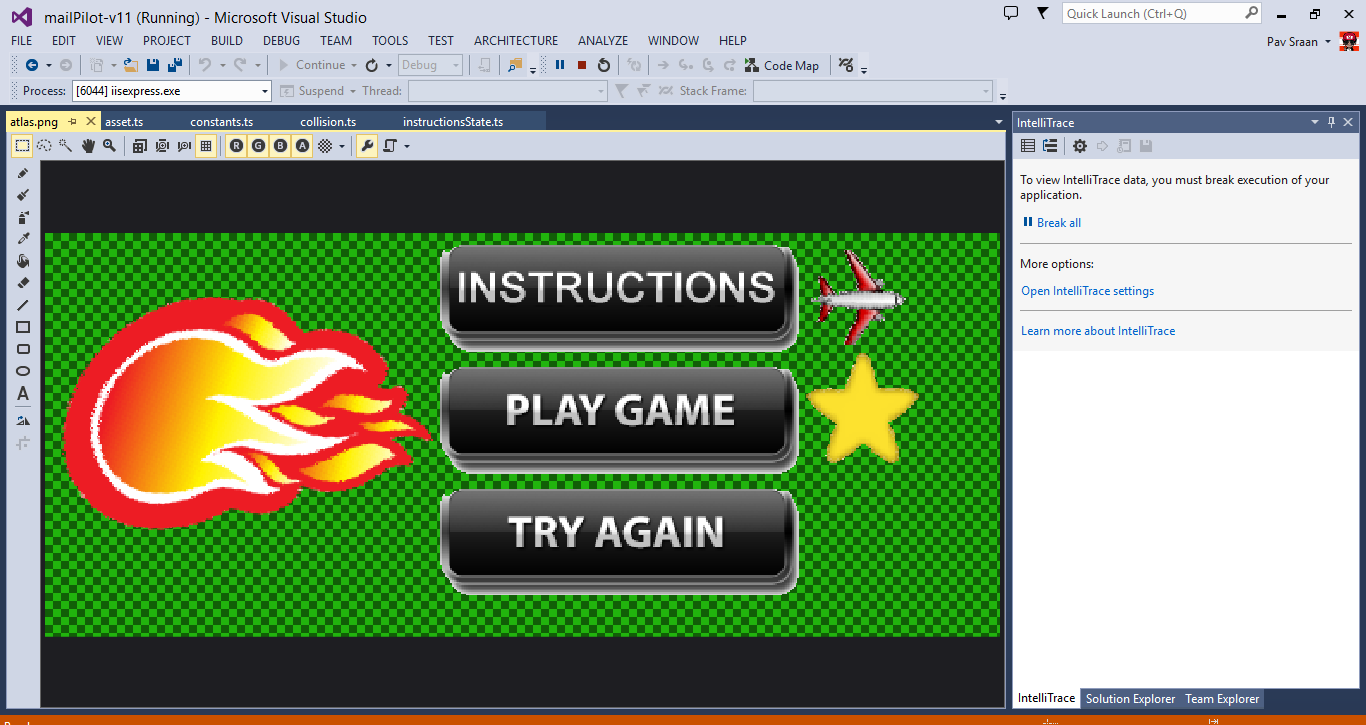 mailPilot-v11 (Running) - Microsoft Visual Studio
Quick Launch (Ctrl+Q)
FILE EDIT VIEW PROJECT BUILD DEBUG TEAM TOOLS TEST ARCHITECTURE ANALYZE WINDOW HELP
Pav Sraan
Continue Debug Code Map
Process: [6044] iisexpress.exe Suspend Thread: Stack Frame:
atlas.png asset.ts constants.ts collision.ts instructionsState.ts
IntelliTrace
R G B A
To view IntelliTrace data, you must break execution of your
application.
Break all
More options:
Open IntelliTrace settings
Learn more about IntelliTrace
A
INSTRUCTIONS
PLAY GAME
TRY AGAIN
IntelliTrace Solution Explorer Team Explorer